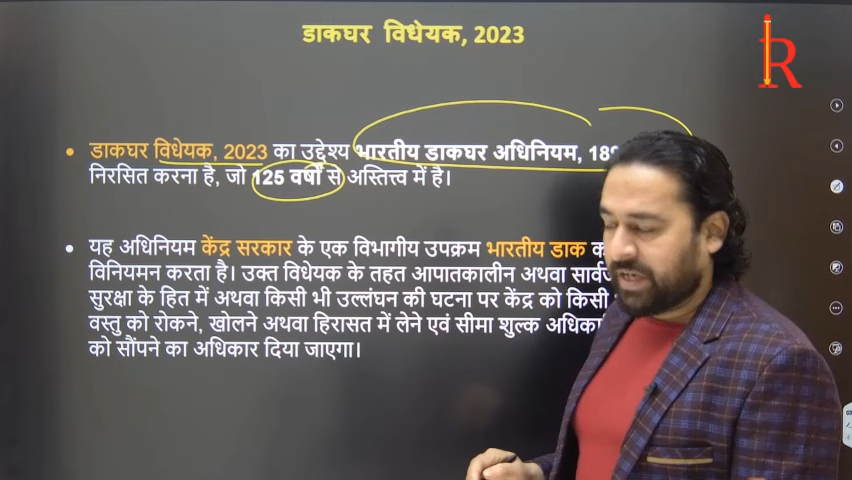 डाकघर विधेयक, 2023
R
डाकघर विधेयक, 2023 का उद्देश्य भारतीय डाकघर अधिनियम,
निरसित करना है, जो 125 वर्षों से अस्तित्त्व में है।
यह अधिनियम केंद्र सरकार के एक विभागीय उपक्रम भारतीय डाक
विनियमन करता है। उक्त विधेयक के तहत आपातकालीन अथवा
सुरक्षा के हित में अथवा किसी भी उल्लंघन की घटना पर केंद्र को किसी
वस्तु को रोकने, खोलने अथवा हिरासत में लेने एवं सीमा शुल्क
को सौंपने का अधिकार दिया जाएगा।